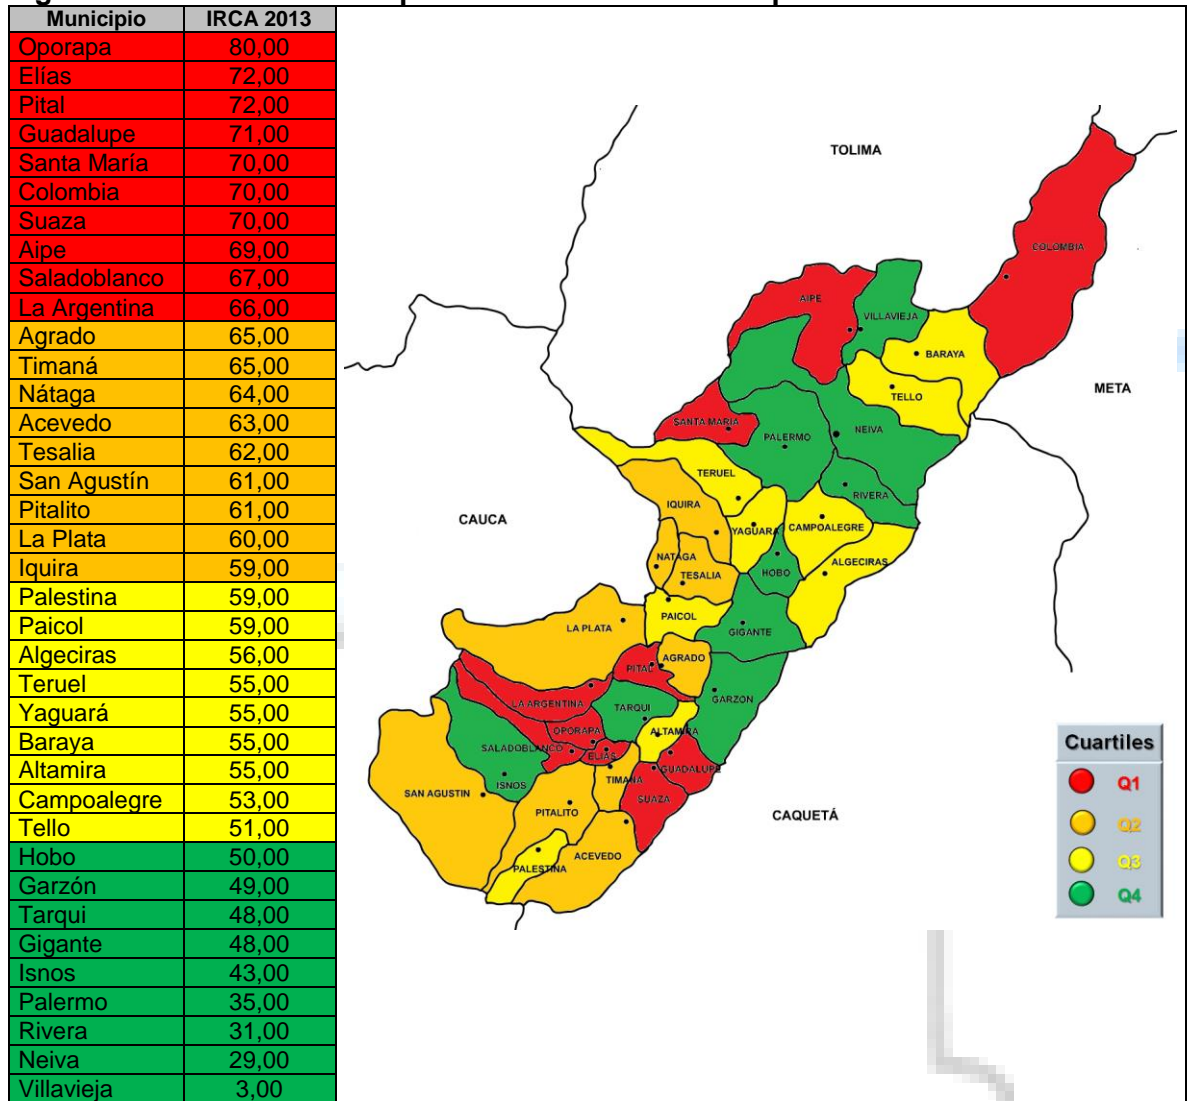 Municipio IRCA 2013
Oporapa 80,00
Elías 72,00
Pital 72,00
Guadalupe 71,00
Santa María 70,00
Colombia 70,00
Suaza 70,00
Aipe 69,00
Saladoblanco 67,00
La Argentina 66,00
Agrado 65,00
Timaná 65,00
Nátaga 64,00
Acevedo 63,00
Tesalia 62,00
San Agustín 61,00
Pitalito 61,00
La Plata 60,00
Iquira 59,00
Palestina 59,00
Paicol 59,00
Algeciras 56,00
Teruel 55,00
Yaguará 55,00
Baraya 55,00
Altamira 55,00
Campoalegre 53,00
Tello 51,00
Hobo 50,00
Garzón 49,00
Tarqui 48,00
Gigante 48,00
Isnos 43,00
Palermo 35,00
Rivera 31,00
Neiva 29,00
Villavieja 3,00
TOLIMA
COLOMBIA
AIPE
VILLAVIEJA
BARAYA
META
TELLO
SANTA MARIA
NEIVA
PALERMO
TERUEL
RIVERA
IQUIRA
CAUCA
YAGUARA
CAMPOALEGRE
NATAGA
ALGECIRAS
TESALIA
HOBO
PAICOL
LA PLATA
GIGANTE
AGRADO
PITAL
GARZON
LA ARGENTINA
TARQUI
OPORAPA
ALTAMIRA
SALADOBLANCO
ELIAS
GUADALUPE
TIMANA
ISNOS
SAN AGUSTIN
SUAZA
PITALITO
CAQUETÁ
ACEVEDO
PALESTINA
Cuartiles
Q1
Q2
Q3
Q4